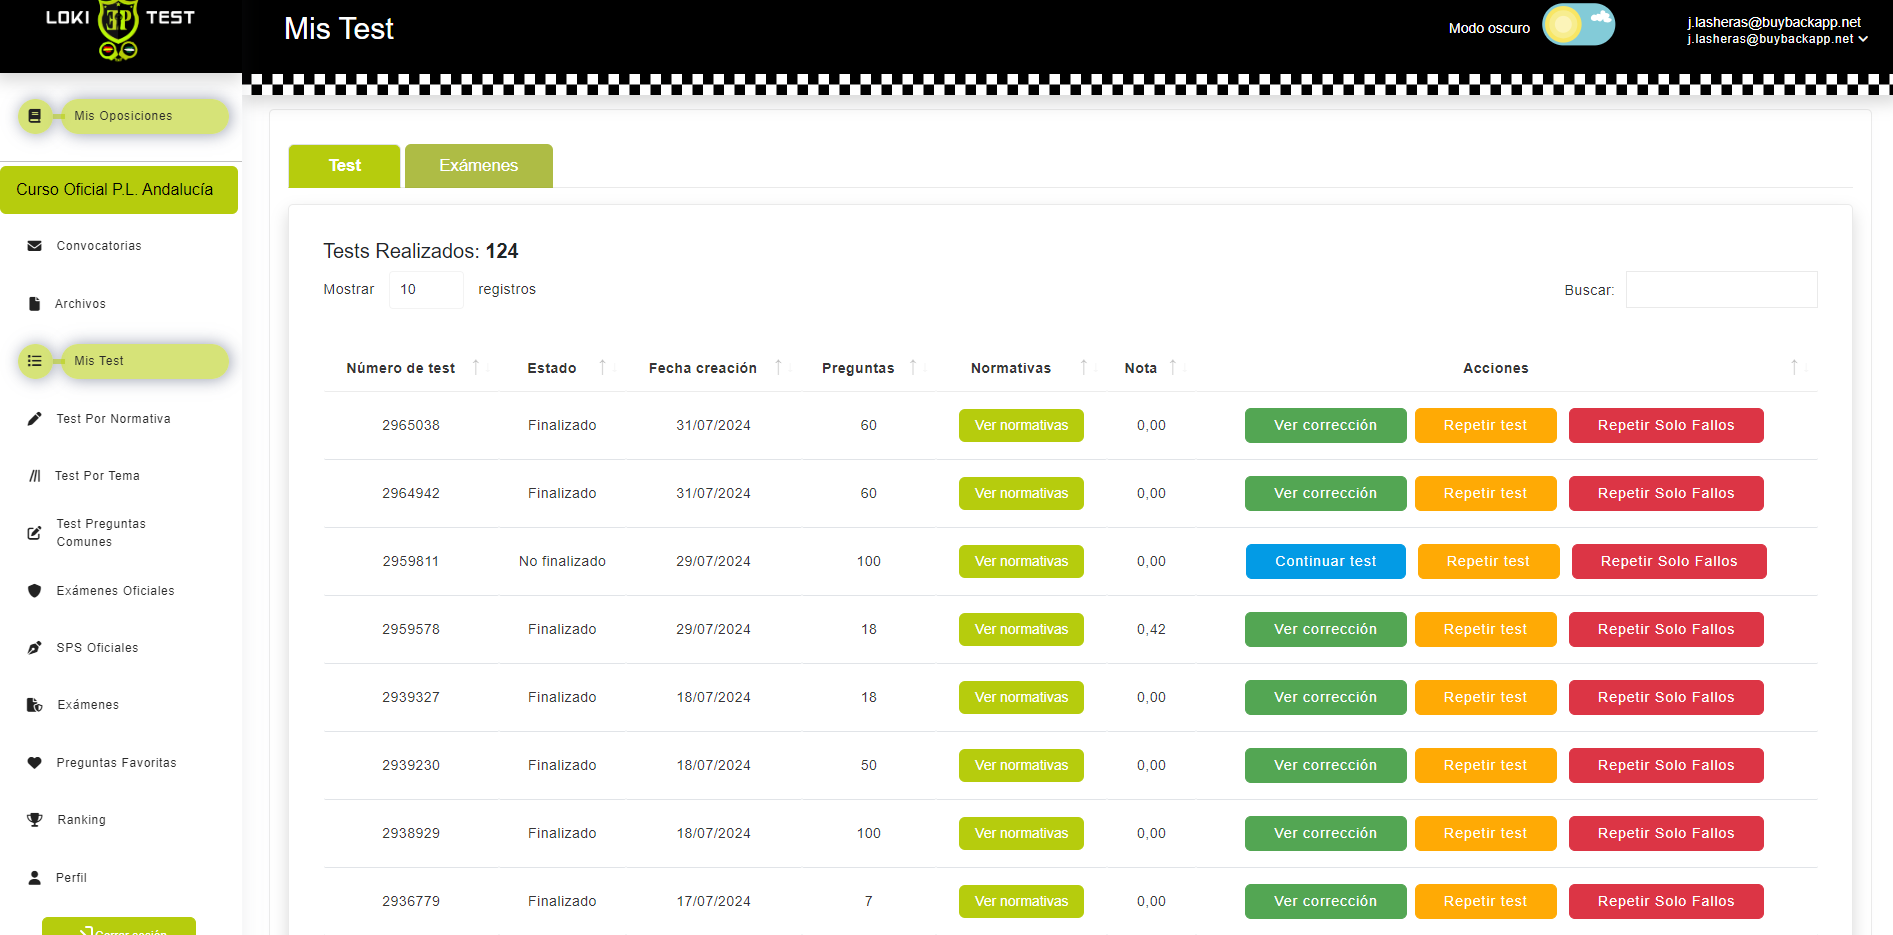 LOKI TEST
Mis Test
Modo oscuro
j.lasheras@buybackapp.net
j.lasheras@buybackapp.net
Mis Oposiciones
Curso Oficial P.L. Andalucía
Convocatorias
Archivos
Mis Test
Test Por Normativa
Test Por Tema
Test Preguntas
Comunes
Exámenes Oficiales
SPS Oficiales
Exámenes
Preguntas Favoritas
Ranking
Perfil
Test Exámenes
Tests Realizados: 124
Mostrar 10 registros
Buscar:
Número de test Estado Fecha creación Preguntas Normativas Nota Acciones
2965038 Finalizado 31/07/2024 60 Ver normativas 0,00 Ver corrección Repetir test Repetir Solo Fallos
2964942 Finalizado 31/07/2024 60 Ver normativas 0,00 Ver corrección Repetir test Repetir Solo Fallos
2959811 No finalizado 29/07/2024 100 Ver normativas 0,00 Continuar test Repetir test Repetir Solo Fallos
2959578 Finalizado 29/07/2024 18 Ver normativas 0,42 Ver corrección Repetir test Repetir Solo Fallos
2939327 Finalizado 18/07/2024 18 Ver normativas 0,00 Ver corrección Repetir test Repetir Solo Fallos
2939230 Finalizado 18/07/2024 50 Ver normativas 0,00 Ver corrección Repetir test Repetir Solo Fallos
2938929 Finalizado 18/07/2024 100 Ver normativas 0,00 Ver corrección Repetir test Repetir Solo Fallos
2936779 Finalizado 17/07/2024 7 Ver normativas 0,00 Ver corrección Repetir test Repetir Solo Fallos